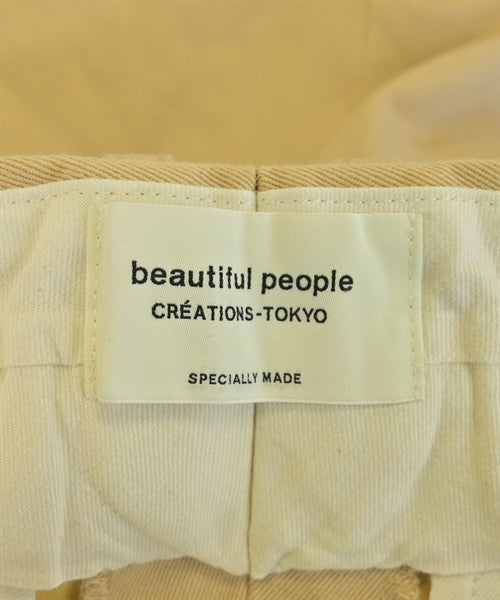 beautiful people
CRÉATIONS-TOKYO
SPECIALLY MADE